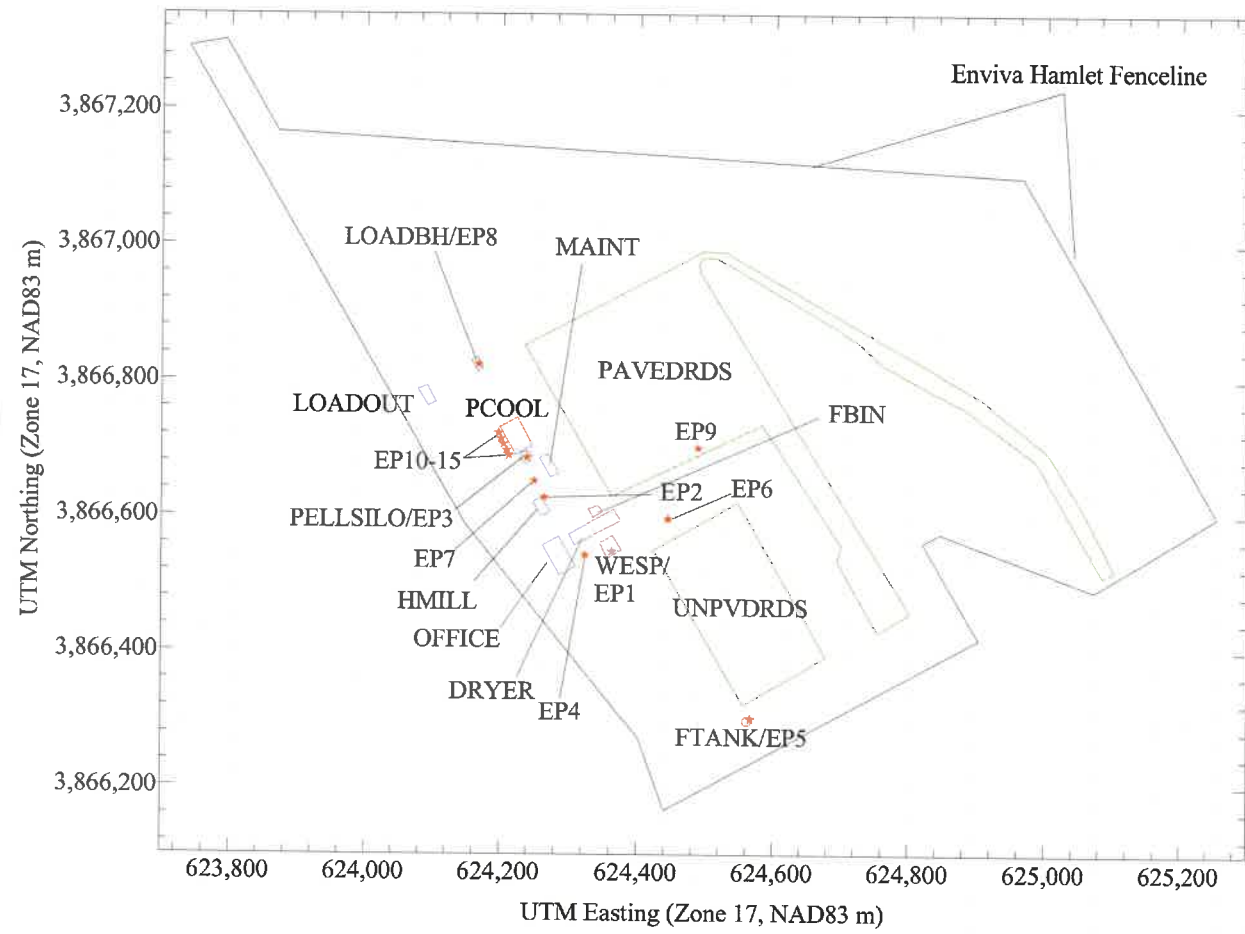 Enviva Hamlet Fenceline
3,867,200
3,867,000
3,866,800
3,866,600
3,866,400
3,866,200
UTM Northing (Zone 17, NAD83 m)
LOADBH/EP8
MAINT
PAVEDRDS
LOADOUT
PCOOL
FBIN
EP9
EP10-15
EP2
EP6
PELLSILO/EP3
EP7
WESP/
EP1
HMILL
UNPVDRDS
OFFICE
DRYER
EP4
FTANK/EP5
623,800
624,000
624,200
624,400
624,600
624,800
625,000
625,200
UTM Easting (Zone 17, NAD83 m)